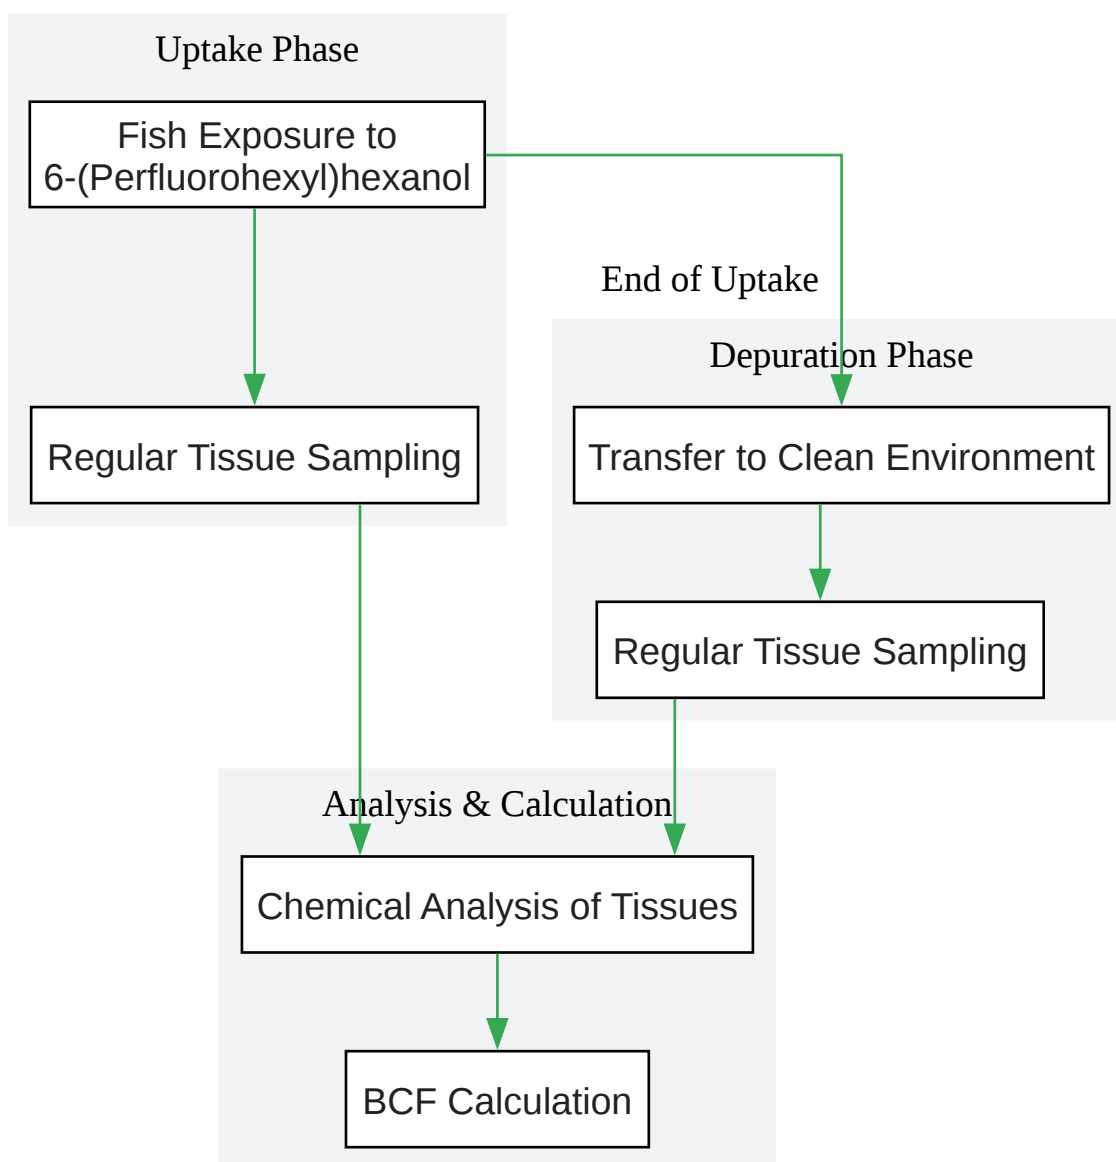 Uptake Phase
Fish Exposure to
6-(Perfluorohexyl)hexanol
End of Uptake
Depuration Phase
Regular Tissue Sampling
Transfer to Clean Environment
Regular Tissue Sampling
Analysis & Calculation
Chemical Analysis of Tissues
BCF Calculation